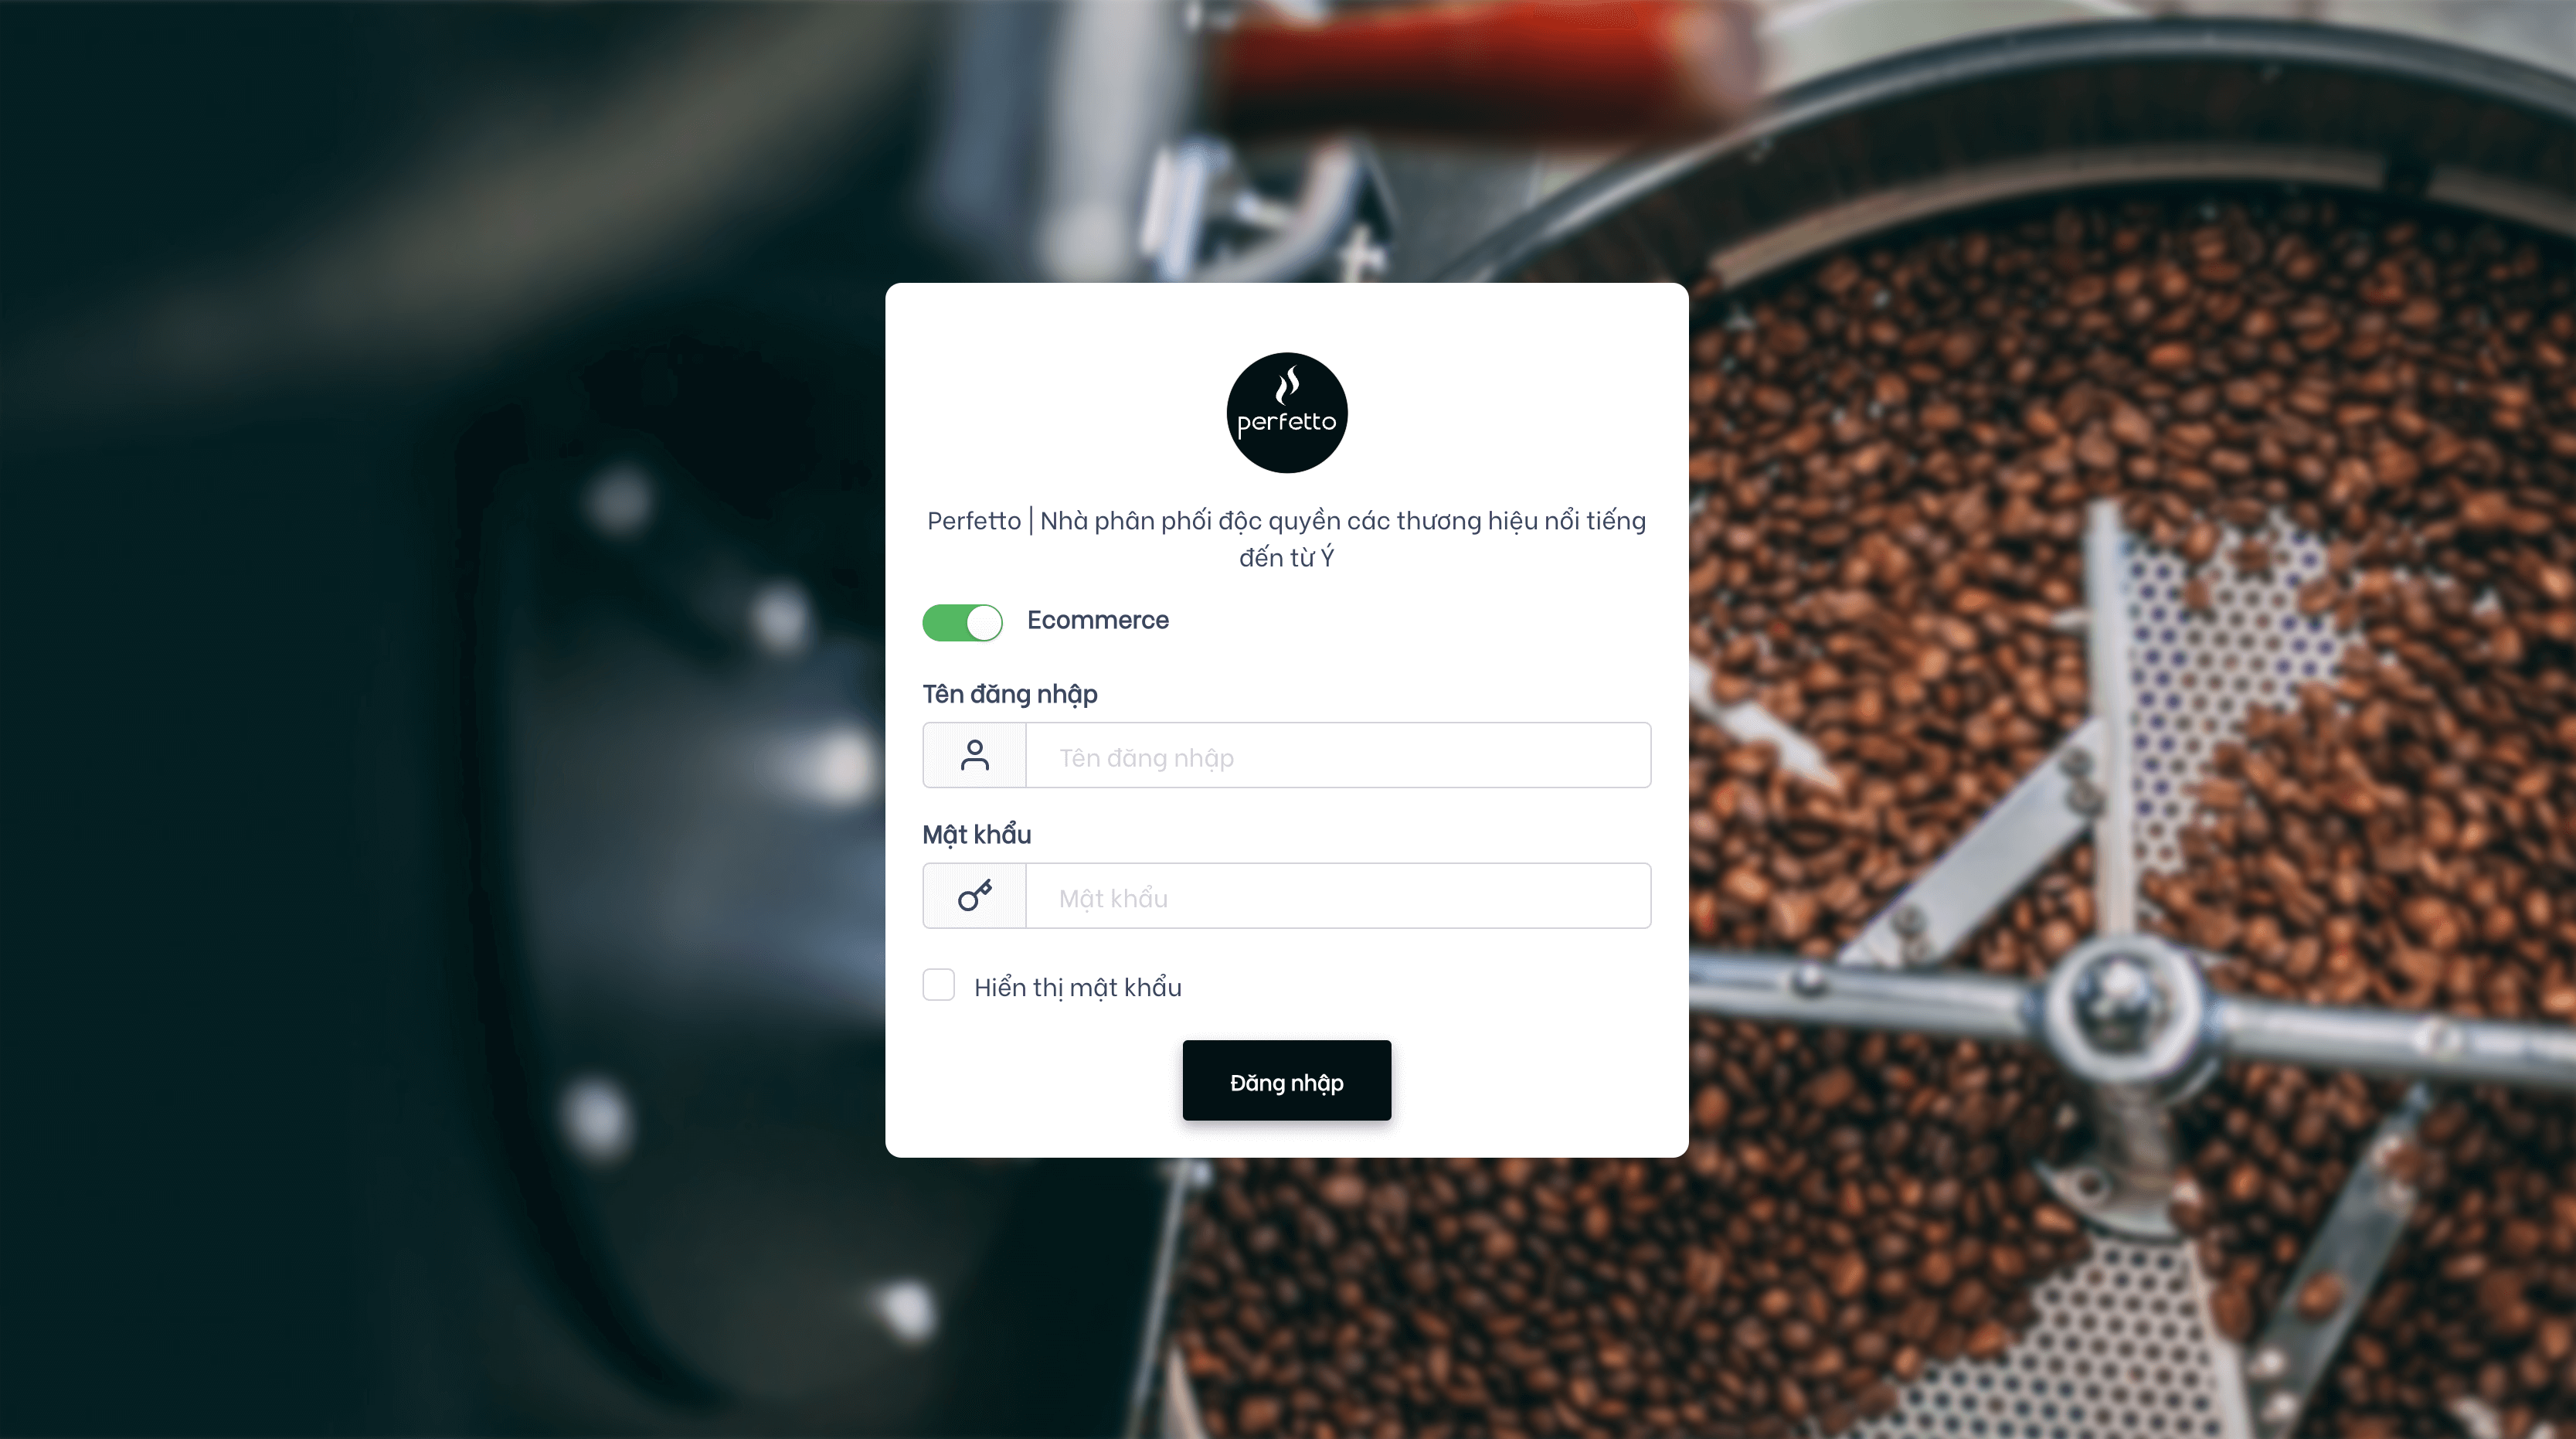 perfetto
Perfetto | Nhà phân phối độc quyền các thương hiệu nổi tiếng
đến từ Ý
Ecommerce
Tên đăng nhập
Tên đăng nhập
Mật khẩu
Mật khẩu
Hiển thị mật khẩu
Đăng nhập